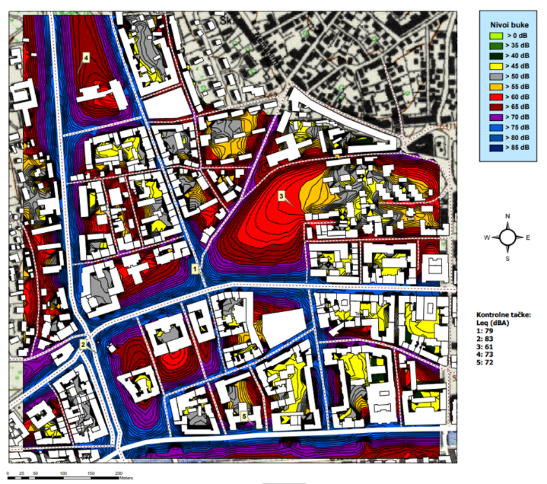 Šk
4
3
1
2
5
Nivoi buke
> 0 dB
> 35 dB
> 40 dB
> 45 dB
> 50 dB
> 55 dB
> 60 dB
> 65 dB
> 70 dB
> 75 dB
> 80 dB
> 85 dB
N
W E
S
Kontrolne tačke:
Leq (dBA)
1: 79
2: 83
3: 61
4: 73
5: 72
0 25 50 100 150 200
Meters